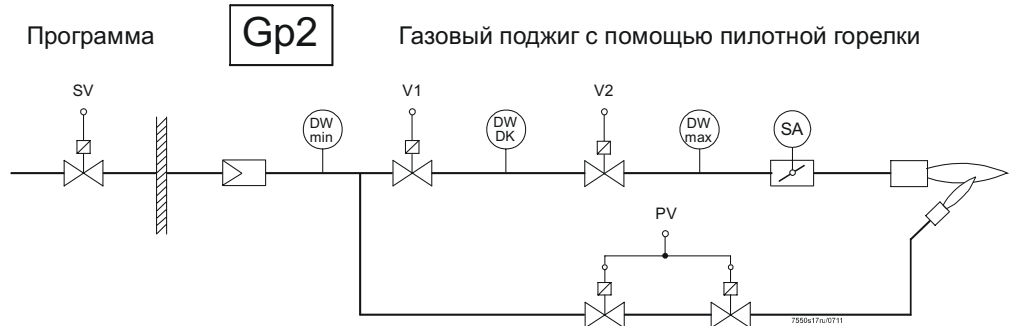 Программа Gp2 Газовый поджиг с помощью пилотной горелки
SV V1 V2
DW min DW DK DW max SA
PV
7550s17ru/0711